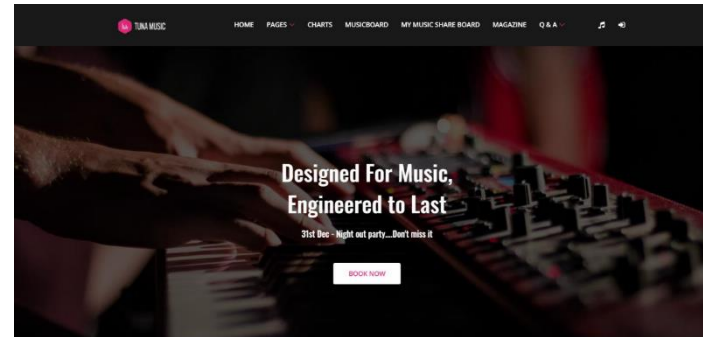 TUNA MUSIC
HOME PAGES CHARTS MUSICBOARD MY MUSIC SHARE BOARD MAGAZINE Q & A
Designed For Music,
Engineered to Last
31st Dec - Night out party....Don't miss it
BOOK NOW